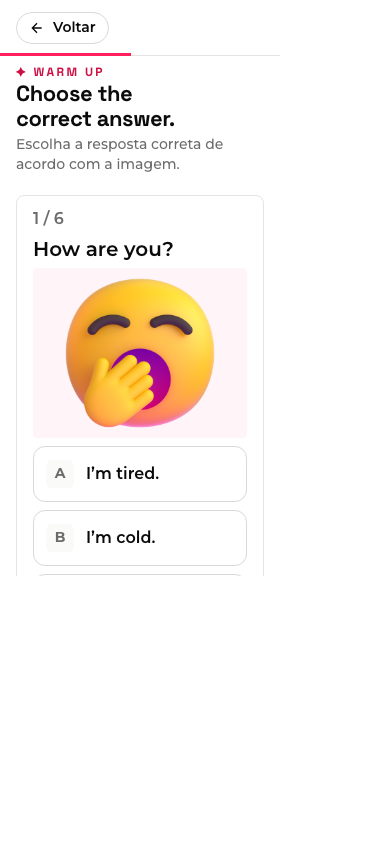 Voltar
WARM UP
Choose the
correct answer.
Escolha a resposta correta de
acordo com a imagem.
1 / 6
How are you?
A I’m tired.
B I’m cold.